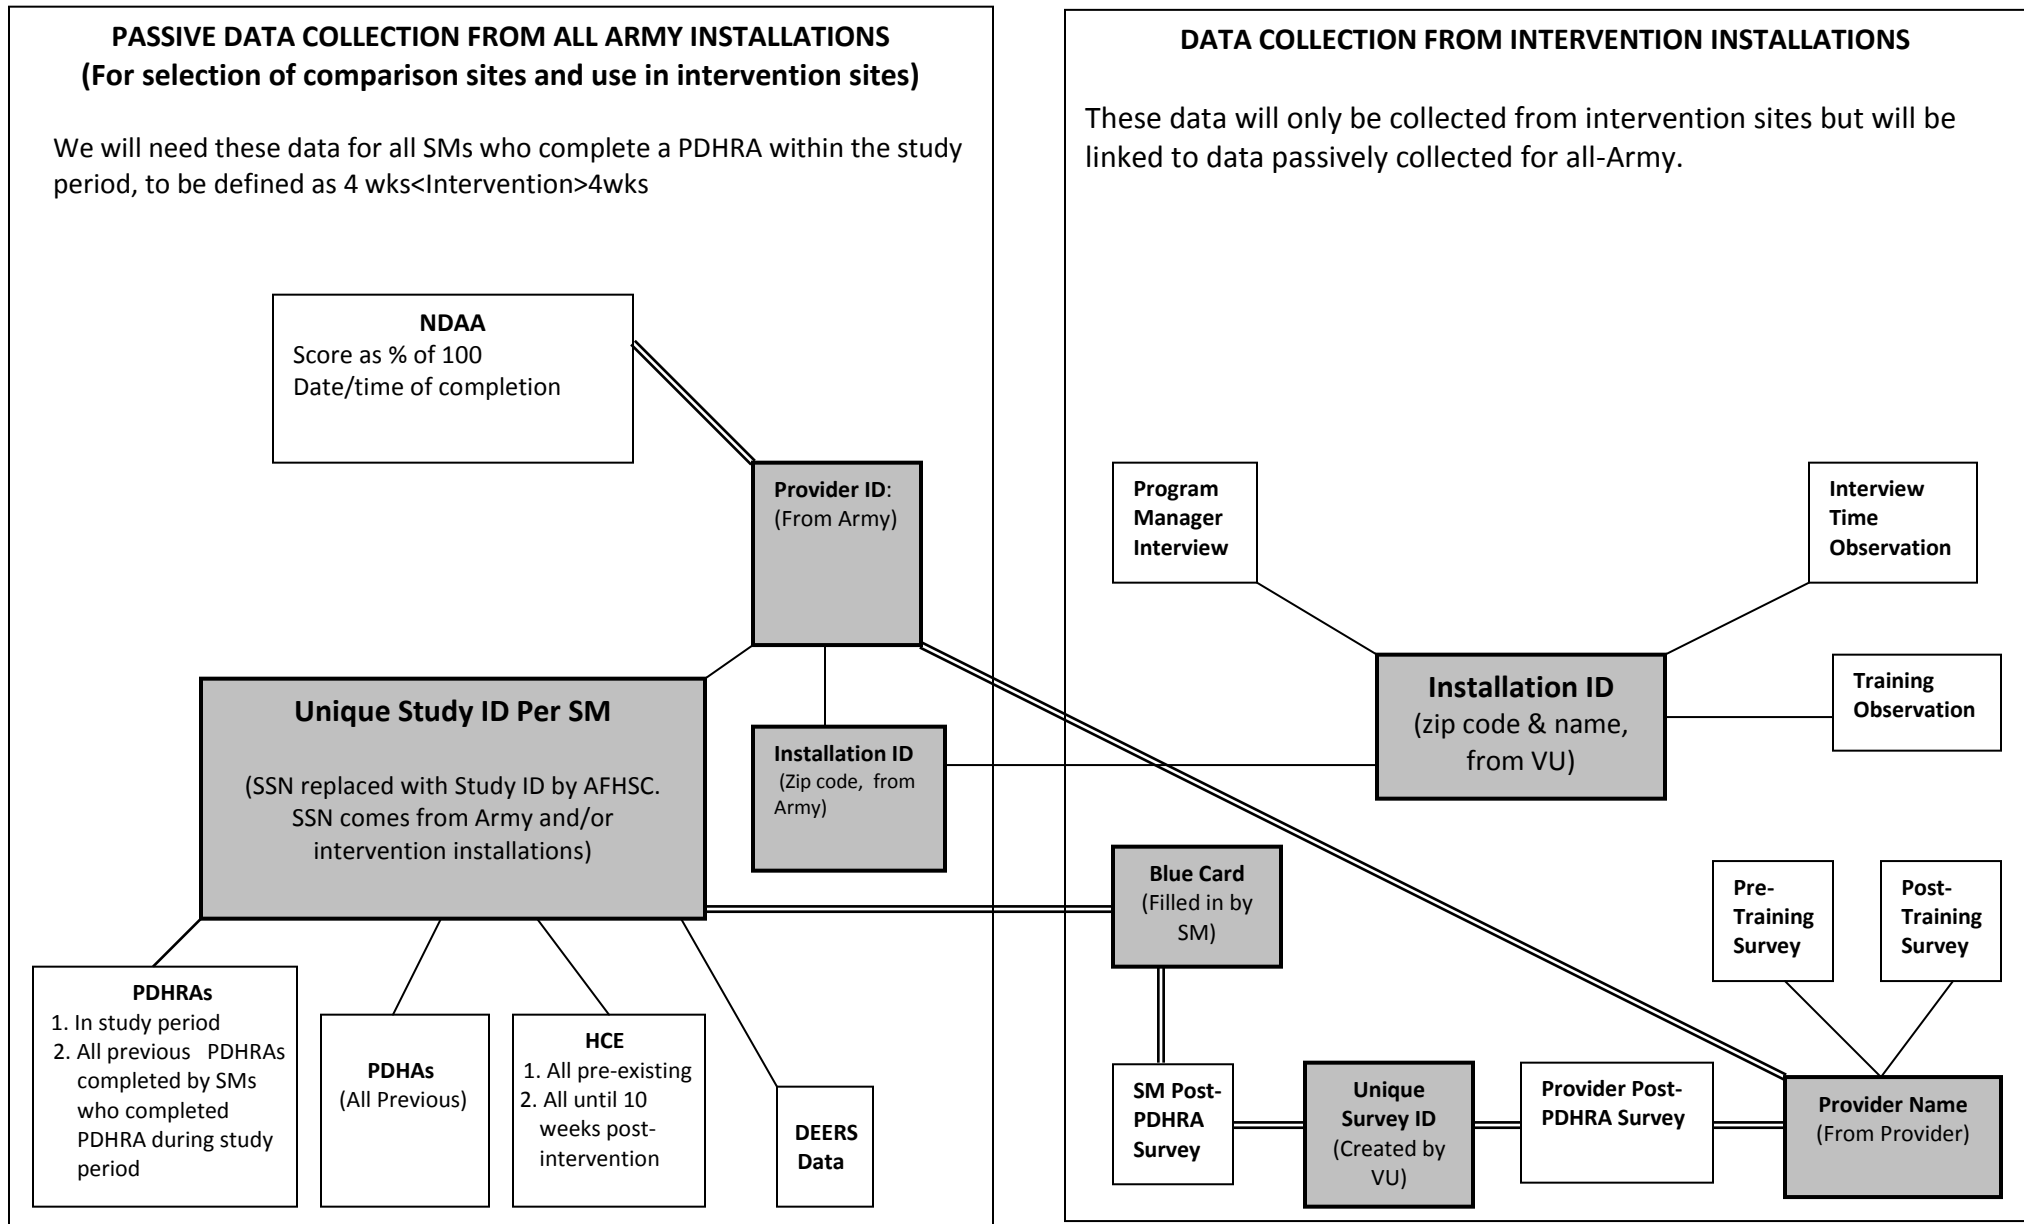 PASSIVE DATA COLLECTION FROM ALL ARMY INSTALLATIONS
(For selection of comparison sites and use in intervention sites)
We will need these data for all SMs who complete a PDHRA within the study
period, to be defined as 4 wks<Intervention>4wks
NDAA
Score as % of 100
Date/time of completion
Provider ID:
(From Army)
Unique Study ID Per SM
(SSN replaced with Study ID by AFHSC.
SSN comes from Army and/or
intervention installations)
Installation ID
(Zip code, from
Army)
PDHRAs
1. In study period
2. All previous PDHRAs
completed by SMs
who completed
PDHRA during study
period
PDHAs
(All Previous)
HCE
1. All pre-existing
2. All until 10
weeks post-
intervention
DEERS
Data
DATA COLLECTION FROM INTERVENTION INSTALLATIONS
These data will only be collected from intervention sites but will be
linked to data passively collected for all-Army.
Program
Manager
Interview
Interview
Time
Observation
Installation ID
(zip code & name,
from VU)
Training
Observation
Blue Card
(Filled in by
SM)
Pre-
Training
Survey
Post-
Training
Survey
SM Post-
PDHRA
Survey
Unique
Survey ID
(Created by
VU)
Provider Post-
PDHRA Survey
Provider Name
(From Provider)